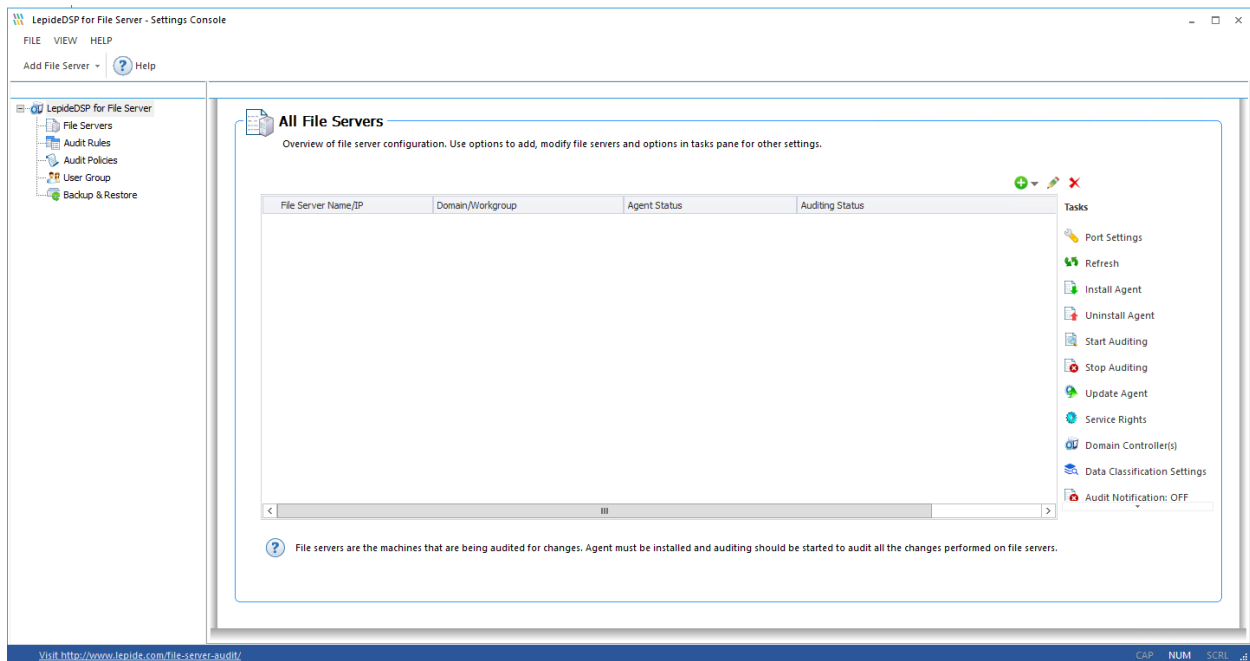 LepideDSP for File Server - Settings Console
FILE VIEW HELP
Add File Server Help
LepideDSP for File Server
File Servers
Audit Rules
Audit Policies
User Group
Backup & Restore
All File Servers
Overview of file server configuration. Use options to add, modify file servers and options in tasks pane for other settings.
File Server Name/IP Domain/Workgroup Agent Status Auditing Status
Tasks
Port Settings
Refresh
Install Agent
Uninstall Agent
Start Auditing
Stop Auditing
Update Agent
Service Rights
Domain Controller(s)
Data Classification Settings
Audit Notification: OFF
File servers are the machines that are being audited for changes. Agent must be installed and auditing should be started to audit all the changes performed on file servers.
Visit http://www.lepide.com/file-server-audit/ CAP NUM SCRL